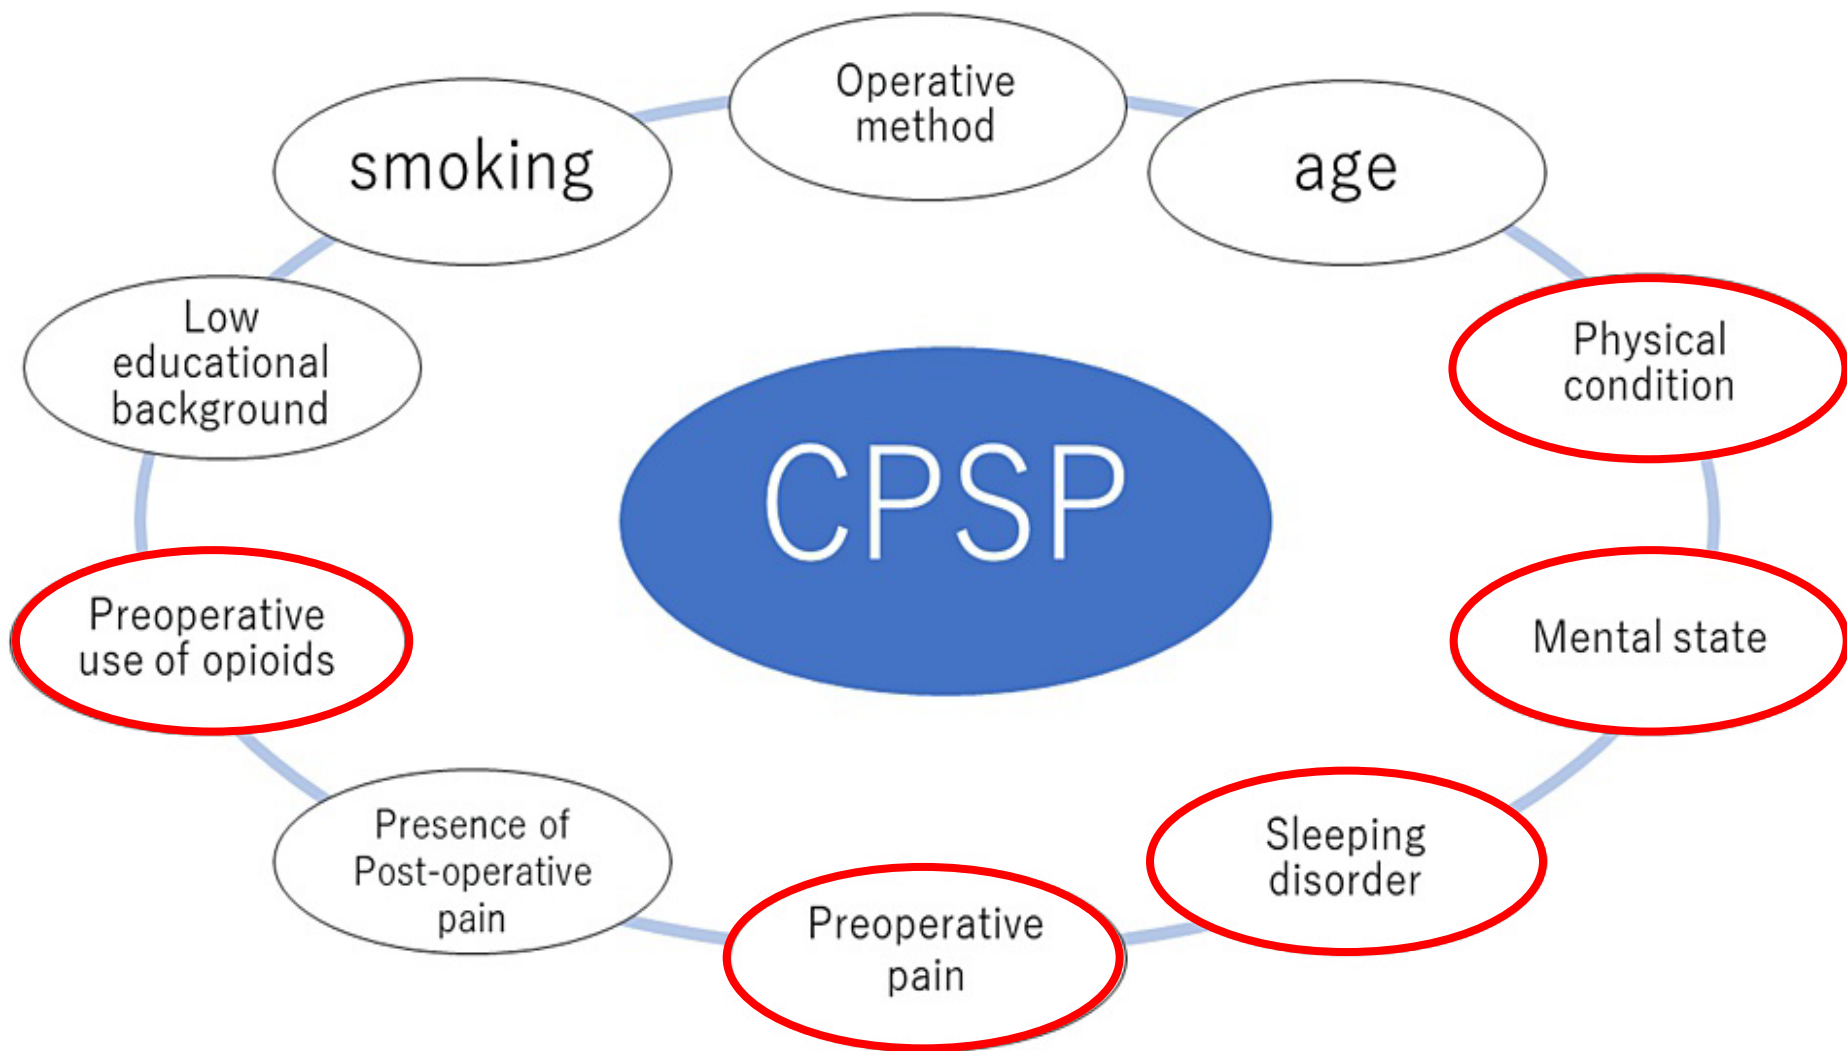 Operative
method
smoking
age
Low
educational
background
Physical
condition
CPSP
Preoperative
use of opioids
Mental state
Presence of
Post-operative
pain
Sleeping
disorder
Preoperative
pain